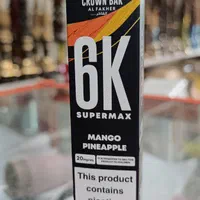 CROWN BAR
AL FAKHER
6K
SUPERMAX
MANGO
PINEAPPLE
20mg/mL
This product
contains